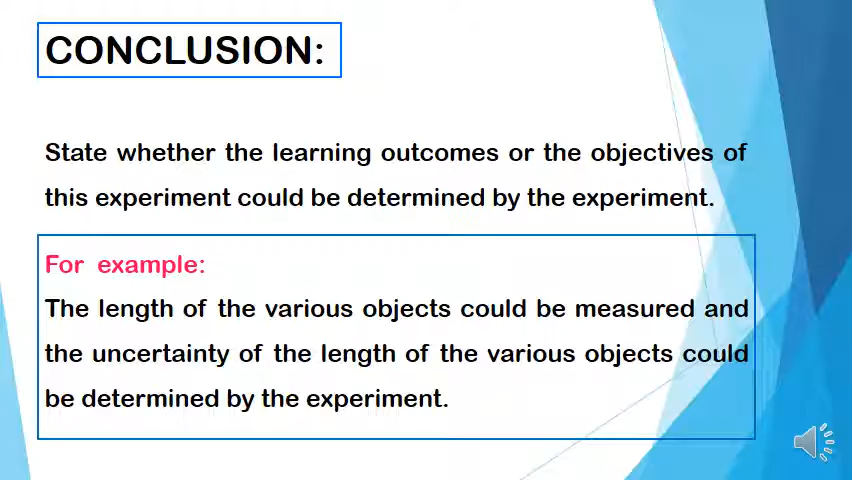 CONCLUSION:
State whether the learning outcomes or the objectives of
this experiment could be determined by the experiment.
For example:
The length of the various objects could be measured and
the uncertainty of the length of the various objects could
be determined by the experiment.